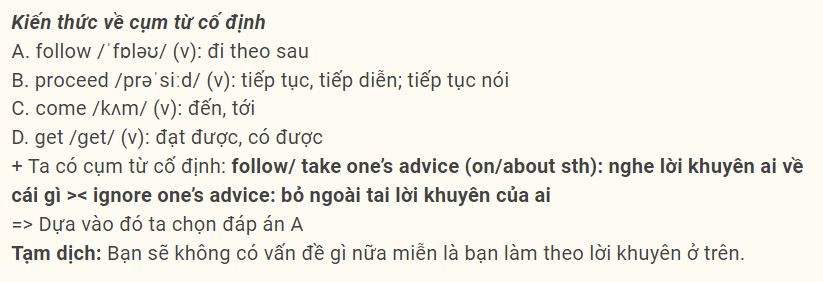 Kiến thức về cụm từ cố định
A. follow /ˈfɒləʊ/ (v): đi theo sau
B. proceed /prəˈsiːd/ (v): tiếp tục, tiếp diễn; tiếp tục nói
C. come /kʌm/ (v): đến, tới
D. get /ɡet/ (v): đạt được, có được
+ Ta có cụm từ cố định: follow/ take one’s advice (on/about sth): nghe lời khuyên ai về
cái gì >< ignore one’s advice: bỏ ngoài tai lời khuyên của ai
=> Dựa vào đó ta chọn đáp án A
Tạm dịch: Bạn sẽ không có vấn đề gì nữa miễn là bạn làm theo lời khuyên ở trên.